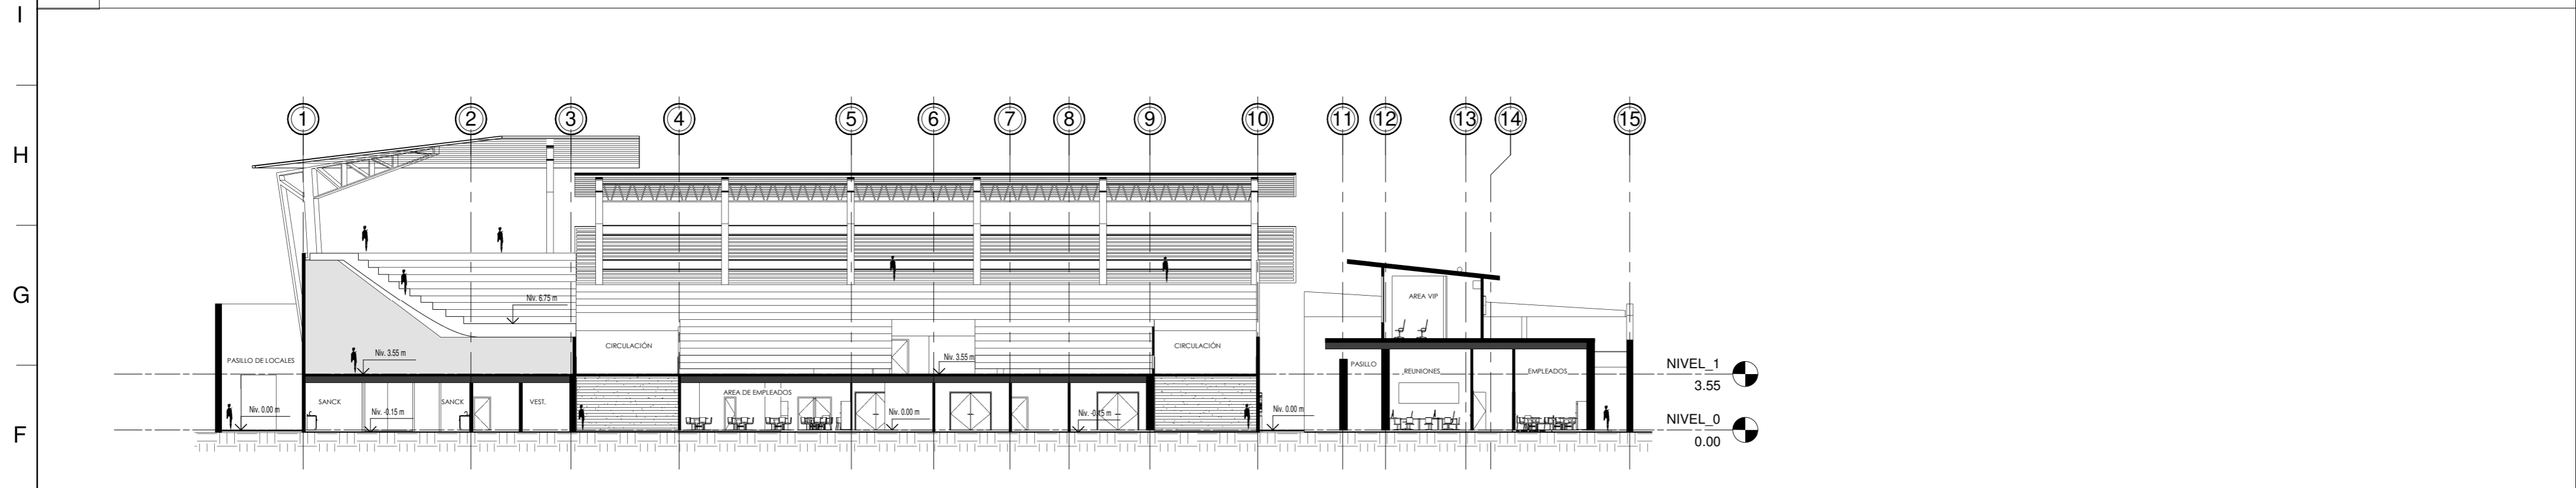 I
H
G
F
1 2 3 4 5 6 7 8 9 10 11 12 13 14 15
AREA VIP
Niv. 6.75 m
CIRCULACIÓN CIRCULACIÓN
PASILLO DE LOCALES Niv. 3.55 m Niv. 3.55 m PASILLO REUNIONES EMPLEADOS
NIVEL_1
3.55
SANCK SANCK VEST. AREA DE EMPLEADOS
Niv. 0.00 m Niv. -0.15 m Niv. 0.00 m Niv. -0.15 m Niv. 0.00 m
NIVEL_0
0.00